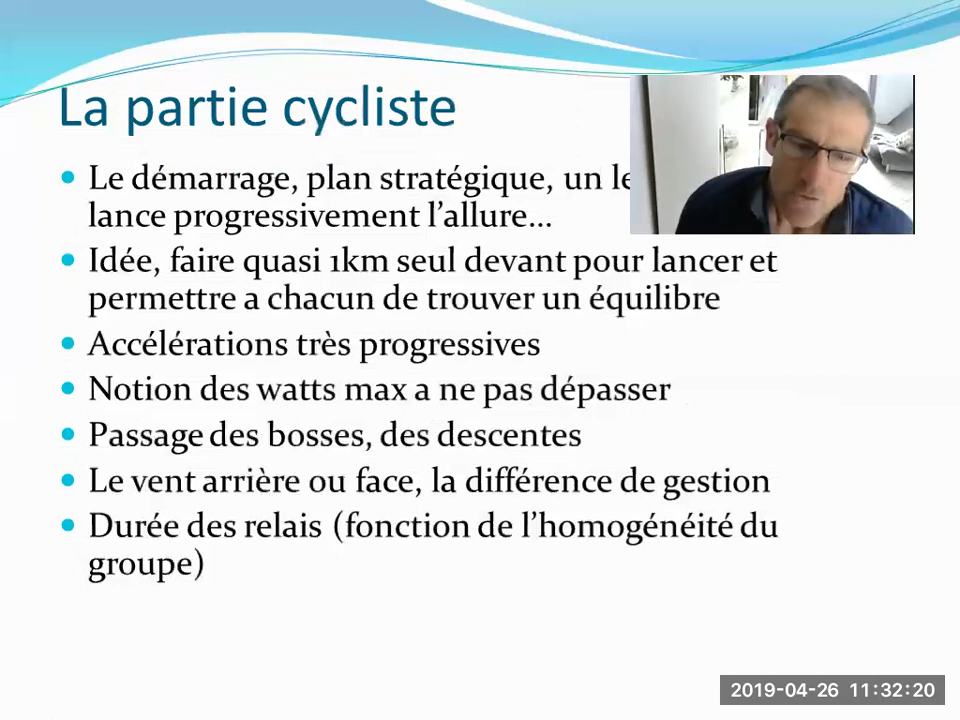 La partie cycliste
Le démarrage, plan stratégique, un
lance progressivement l’allure...
Idée, faire quasi 1km seul devant pour lancer et
permettre a chacun de trouver un équilibre
Accélérations très progressives
Notion des watts max a ne pas dépasser
Passage des bosses, des descentes
Le vent arrière ou face, la différence de gestion
Durée des relais (fonction de l’homogénéité du
groupe)
2019-04-26 11:32:20